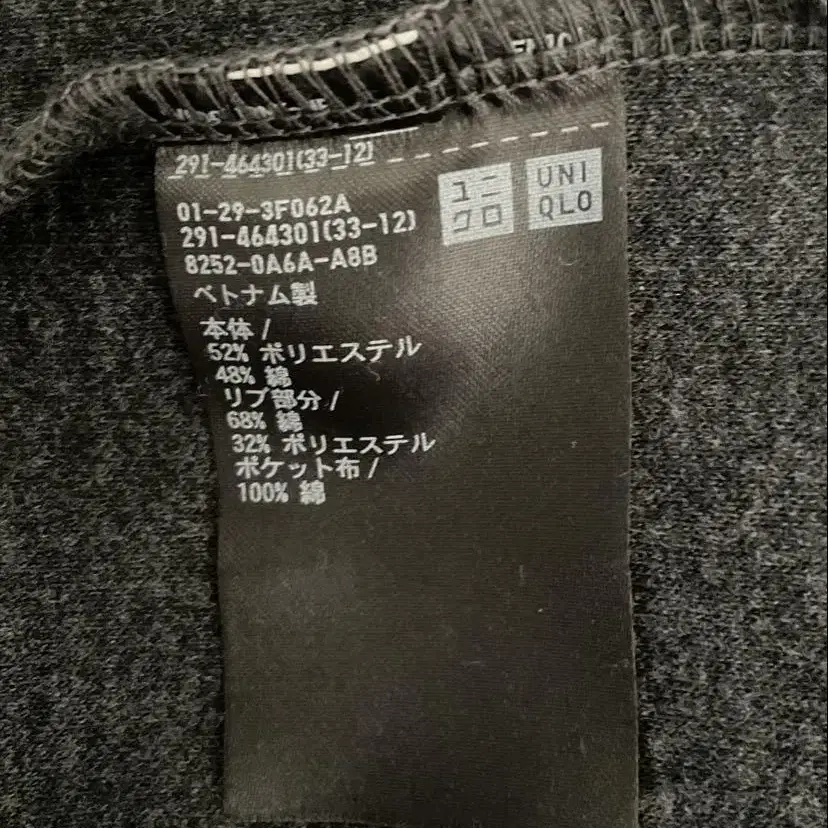 291-464301(33-12)
ユニ
クロ
UNI
QLO
01-29-3F062A
291-464301(33-12)
8252-0A6A-A8B
ベトナム製
本体 /
52% ポリエステル
48% 綿
リブ部分 /
68% 綿
32% ポリエステル
ポケット布 /
100% 綿